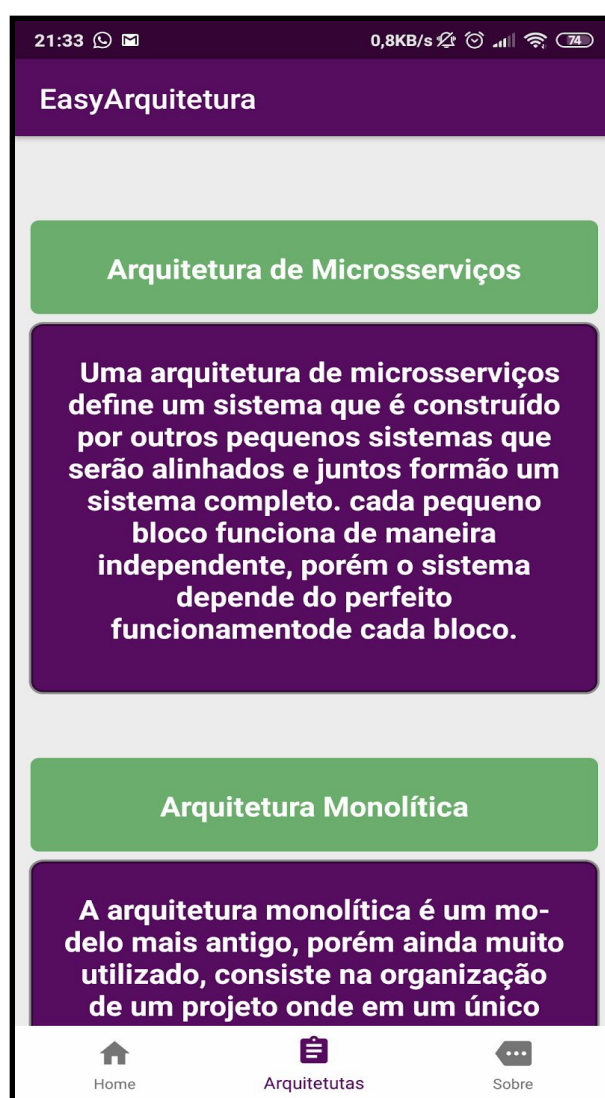 21:33 0,8KB/s 74
EasyArquitetura
Arquitetura de Microsserviços
Uma arquitetura de microsserviços
define um sistema que é construído
por outros pequenos sistemas que
serão alinhados e juntos formão um
sistema completo. cada pequeno
bloco funciona de maneira
independente, porém o sistema
depende do perfeito
funcionamentode cada bloco.
Arquitetura Monolítica
A arquitetura monolítica é um mo-
delo mais antigo, porém ainda muito
utilizado, consiste na organização
de um projeto onde em um único
Home Arquitetutas Sobre